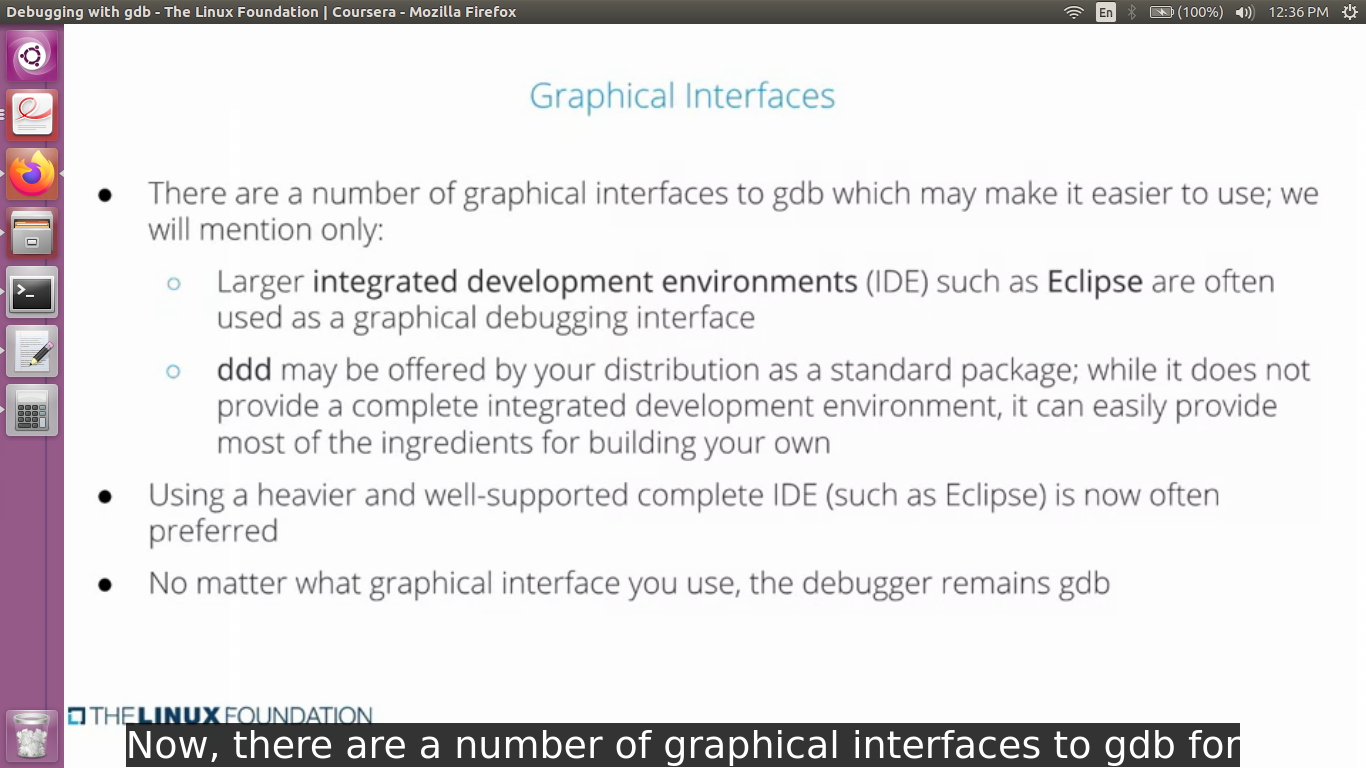 Debugging with gdb - The Linux Foundation | Coursera - Mozilla Firefox
En (100%) 12:36 PM
Graphical Interfaces
● There are a number of graphical interfaces to gdb which may make it easier to use; we
will mention only:
○ Larger integrated development environments (IDE) such as Eclipse are often
used as a graphical debugging interface
○ ddd may be offered by your distribution as a standard package; while it does not
provide a complete integrated development environment, it can easily provide
most of the ingredients for building your own
● Using a heavier and well-supported complete IDE (such as Eclipse) is now often
preferred
● No matter what graphical interface you use, the debugger remains gdb
THE LINUX FOUNDATION
Now, there are a number of graphical interfaces to gdb for